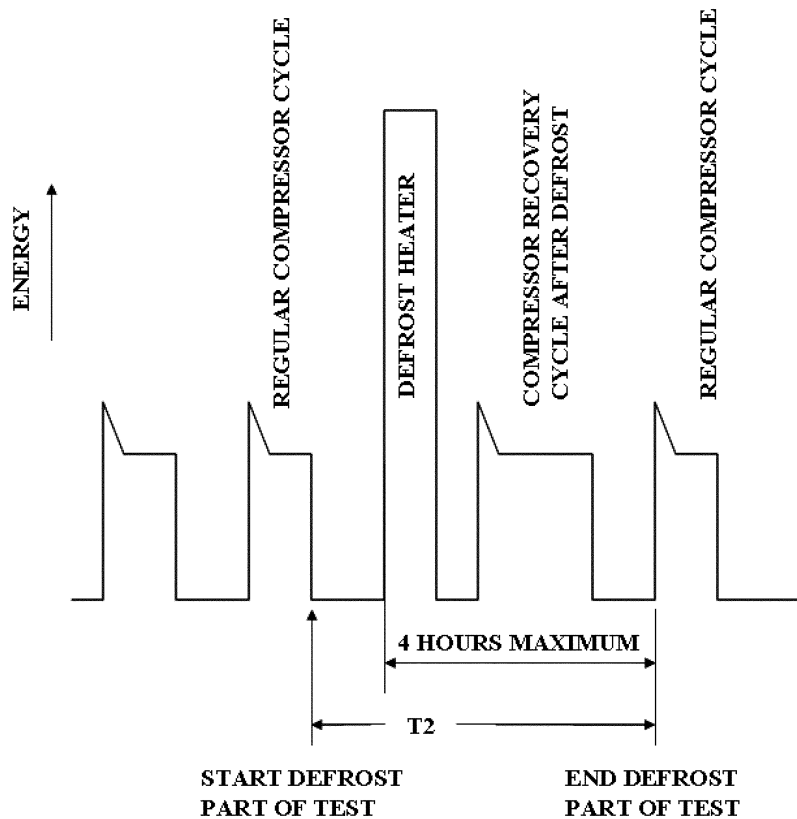 REGULAR COMPRESSOR CYCLE
DEFROST HEATER
COMPRESSOR RECOVERY
CYCLE AFTER DEFROST
REGULAR COMPRESSOR CYCLE
ENERGY
4 HOURS MAXIMUM
T2
START DEFROST
PART OF TEST
END DEFROST
PART OF TEST